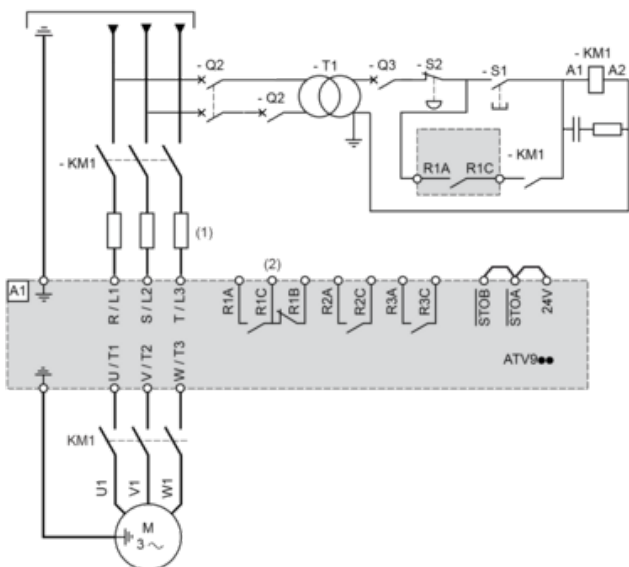 - Q2
- T1
- Q3
- S2
- S1
- KM1
A1
A2
- Q2
- KM1
R1A
R1C
- KM1
(1)
(2)
A1
R / L1
S / L2
T / L3
R1A
R1C
R1B
R2A
R2C
R3A
R3C
STOB
STOA
24V
ATV9●●
U / T1
V / T2
W / T3
KM1
U1
V1
W1
M
3 ~